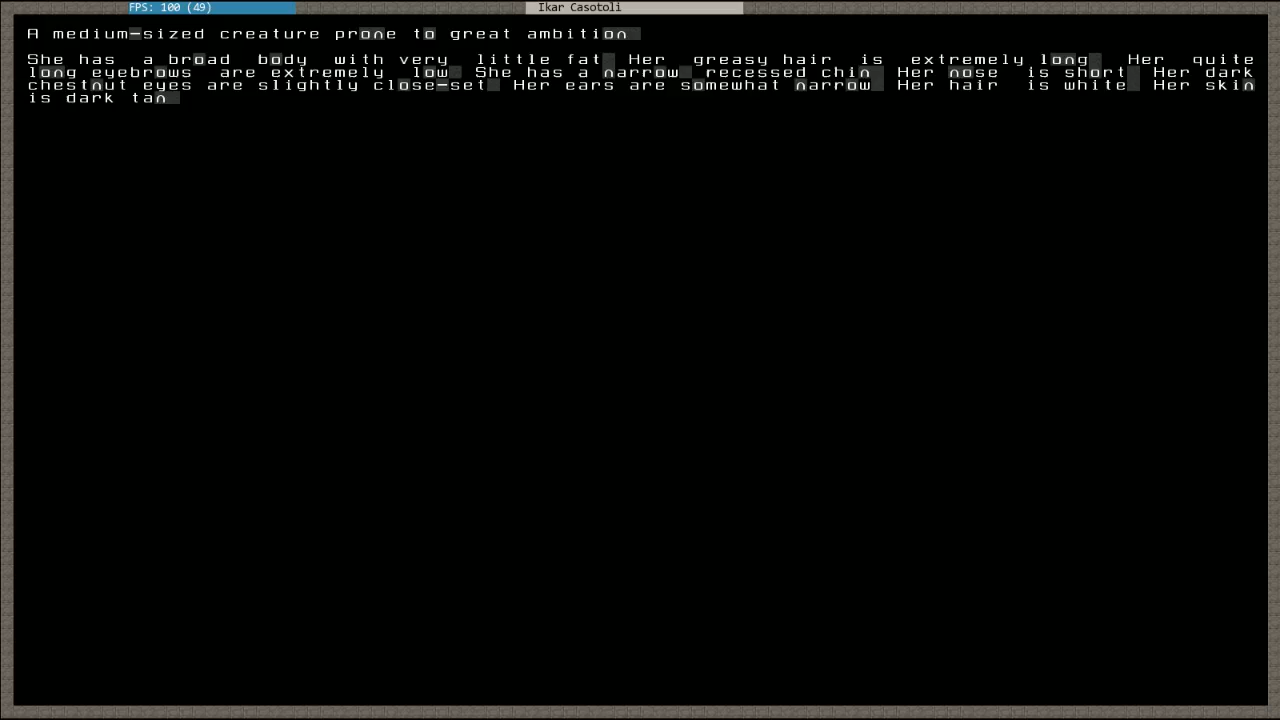 FPS: 100 (49)
Ikar Casotoli
A medium-sized creature prone to great ambition
She has a broad body with very little fat Her greasy hair is extremely long Her quite
long eyebrows are extremely low She has a narrow recessed chin Her nose is short Her dark
chestnut eyes are slightly close-set Her ears are somewhat narrow Her hair is white Her skin
is dark tan